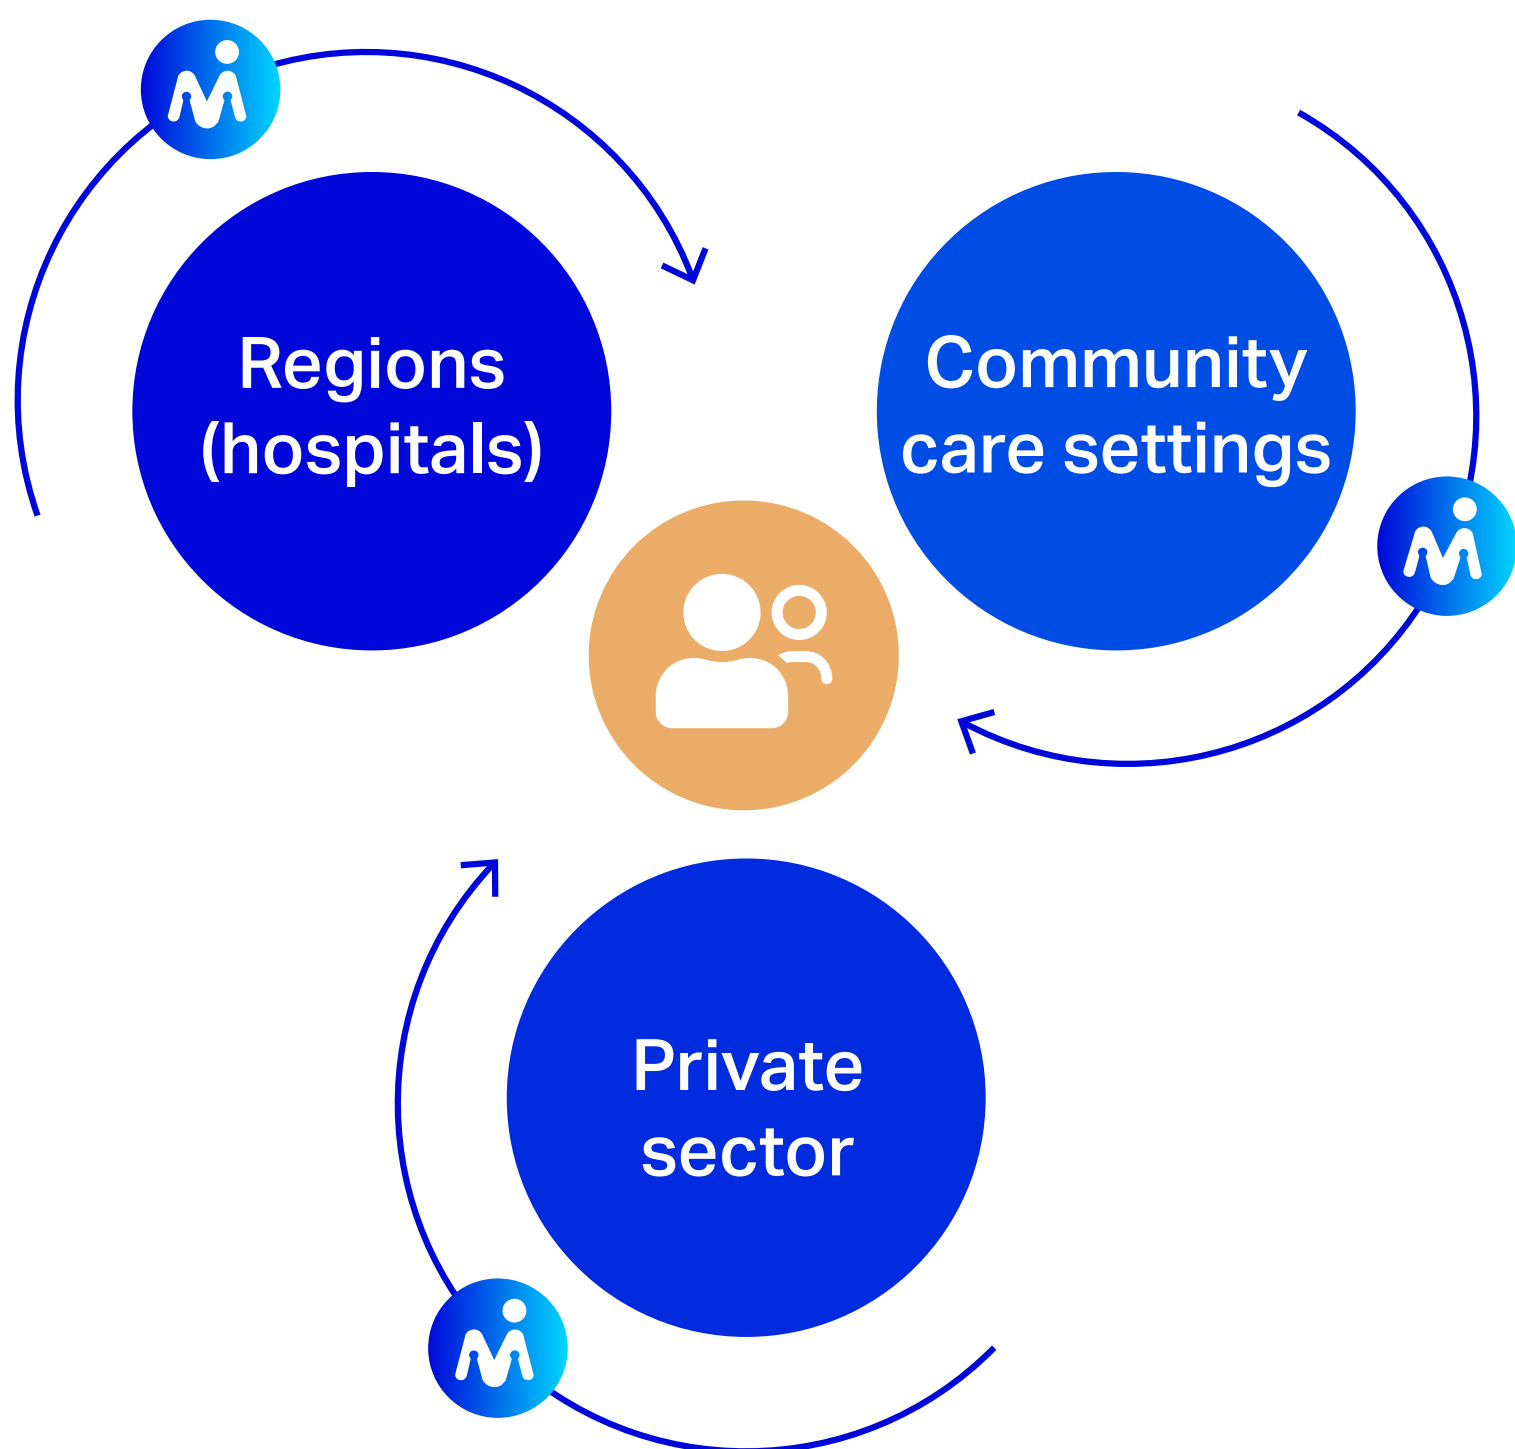 Regions
(hospitals)
Community
care settings
Private
sector